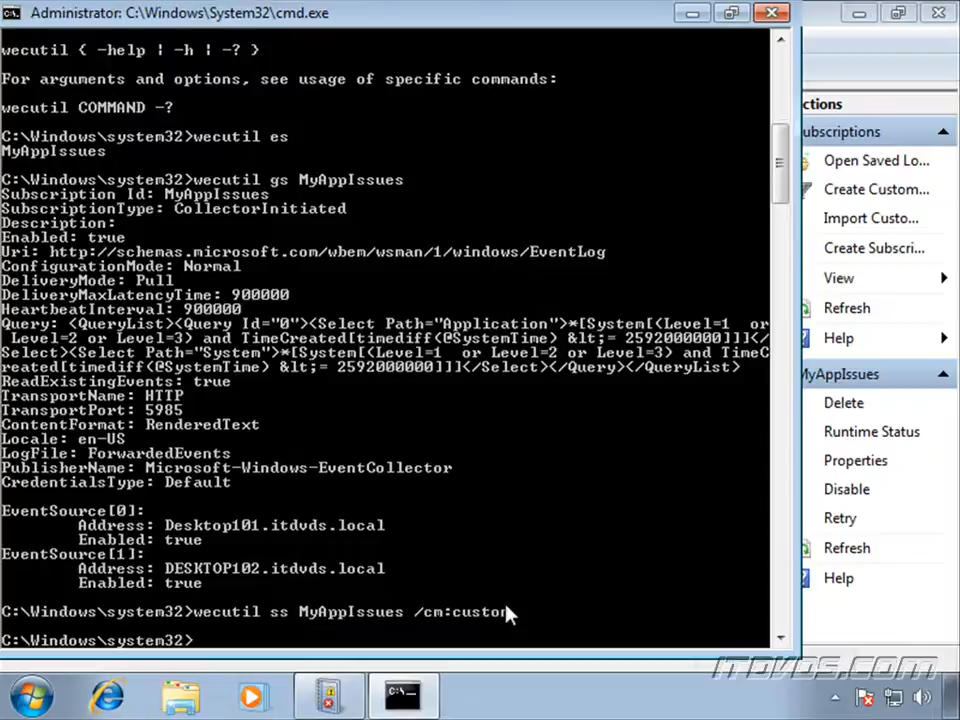 Administrator: C:\Windows\System32\cmd.exe
wecutil { -help | -h | -? }
For arguments and options, see usage of specific commands:
wecutil COMMAND -?
C:\Windows\system32>wecutil es
MyAppIssues
C:\Windows\system32>wecutil gs MyAppIssues
Subscription Id: MyAppIssues
SubscriptionType: CollectorInitiated
Description:
Enabled: true
Uri: http://schemas.microsoft.com/wbem/wsman/1/windows/EventLog
ConfigurationMode: Normal
DeliveryMode: Pull
DeliveryMaxLatencyTime: 900000
HeartbeatInterval: 900000
Query: <QueryList><Query Id="0"><Select Path="Application">*[System[(Level=1  or
 Level=2 or Level=3) and TimeCreated[timediff(@SystemTime) &lt;= 2592000000]]]</
Select><Select Path="System">*[System[(Level=1  or Level=2 or Level=3) and TimeC
reated[timediff(@SystemTime) &lt;= 2592000000]]]</Select></Query></QueryList>
ReadExistingEvents: true
TransportName: HTTP
TransportPort: 5985
ContentFormat: RenderedText
Locale: en-US
LogFile: ForwardedEvents
PublisherName: Microsoft-Windows-EventCollector
CredentialsType: Default
EventSource[0]:
Address: Desktop101.itdvds.local
Enabled: true
EventSource[1]:
Address: DESKTOP102.itdvds.local
Enabled: true
C:\Windows\system32>wecutil ss MyAppIssues /cm:custom
C:\Windows\system32>
ctions
ubscriptions
Open Saved Lo...
Create Custom...
Import Custo...
Create Subscri...
View
Refresh
Help
MyAppIssues
Delete
Runtime Status
Properties
Disable
Retry
Refresh
Help
ITDVDS.COM
C:\-